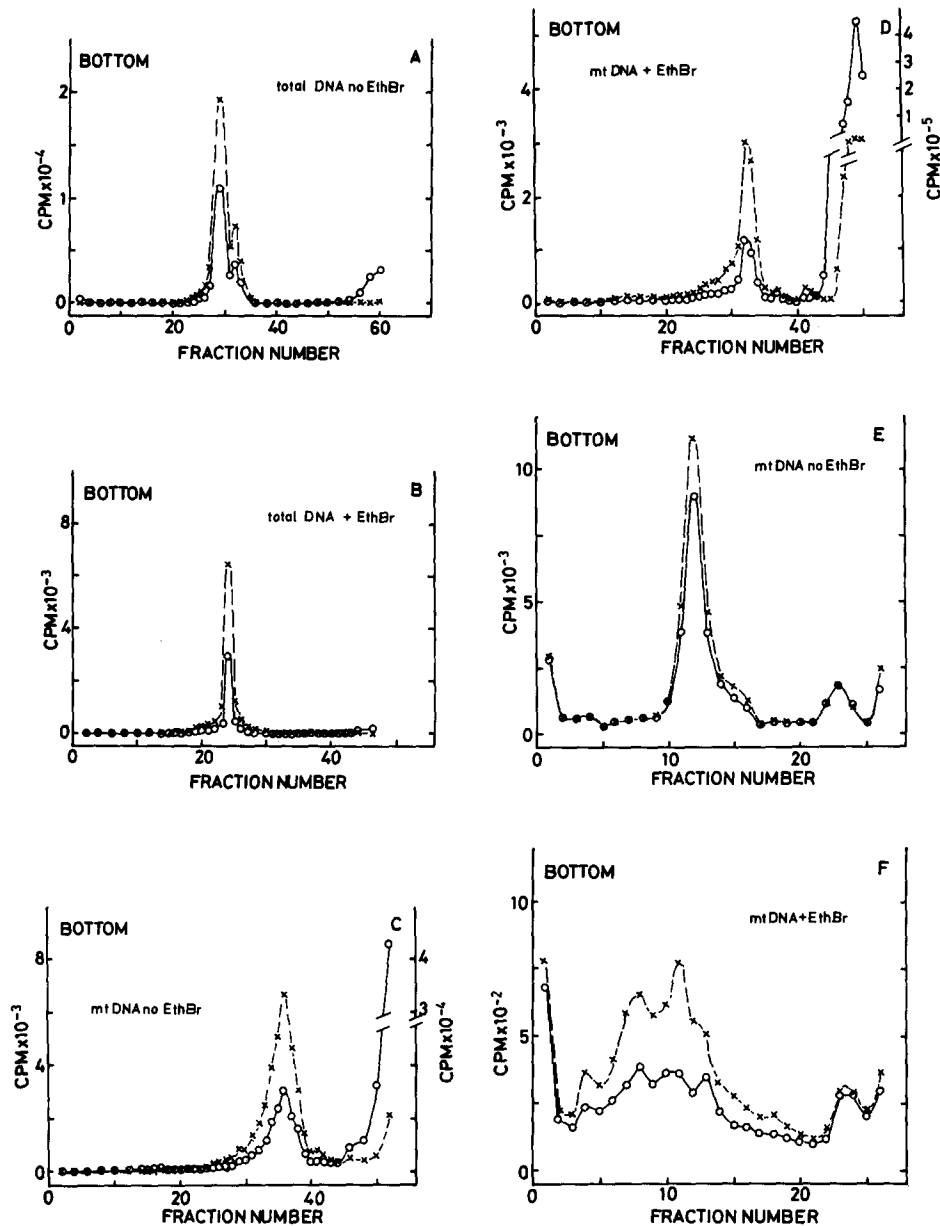 A
BOTTOM
total DNA no EthBr
CPM x 10⁻⁴
2
1
0
0 20 40 60
FRACTION NUMBER
B
BOTTOM
total DNA + EthBr
CPM x 10⁻³
8
4
0
0 20 40
FRACTION NUMBER
C
BOTTOM
mt DNA no EthBr
CPM x 10⁻³
8
4
0
4
3
CPM x 10⁻⁴
0 20 40
FRACTION NUMBER
D
BOTTOM
mt DNA + EthBr
CPM x 10⁻³
4
2
0
4
3
2
1
CPM x 10⁻⁵
0 20 40
FRACTION NUMBER
E
BOTTOM
mt DNA no EthBr
CPM x 10⁻³
10
5
0
0 10 20
FRACTION NUMBER
F
BOTTOM
mt DNA + EthBr
CPM x 10⁻²
10
5
0
0 10 20
FRACTION NUMBER